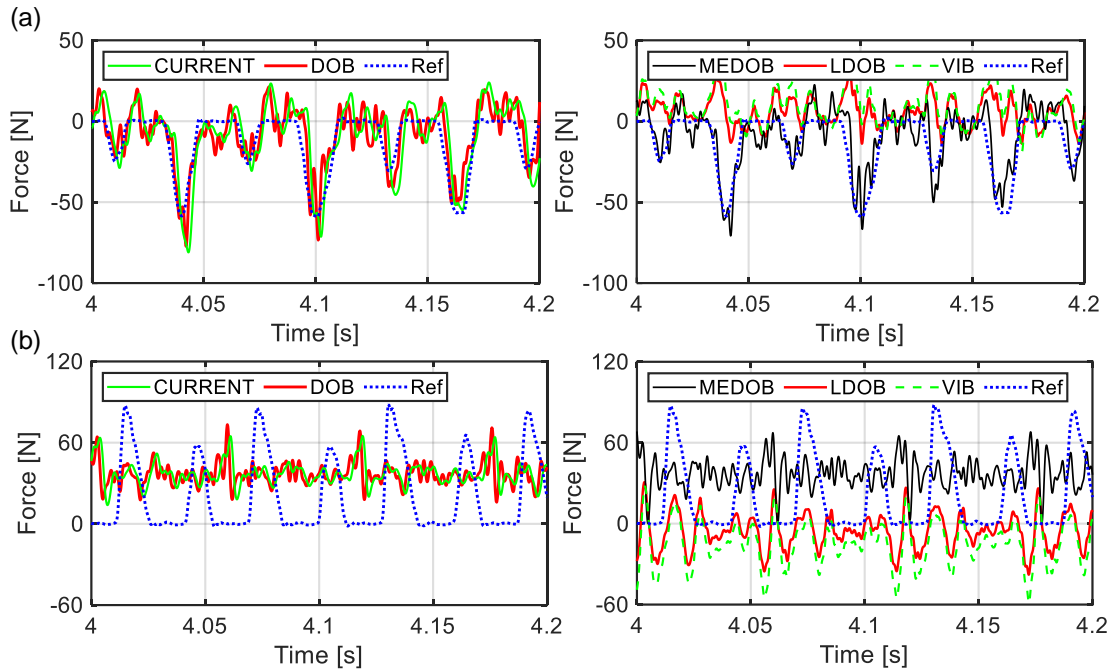 (a)
50
0
-50
-100
Force [N]
CURRENT DOB Ref
4 4.05 4.1 4.15 4.2
Time [s]
50
0
-50
-100
Force [N]
MEDOB LDOB VIB Ref
4 4.05 4.1 4.15 4.2
Time [s]
(b)
120
60
0
-60
Force [N]
CURRENT DOB Ref
4 4.05 4.1 4.15 4.2
Time [s]
120
60
0
-60
Force [N]
MEDOB LDOB VIB Ref
4 4.05 4.1 4.15 4.2
Time [s]